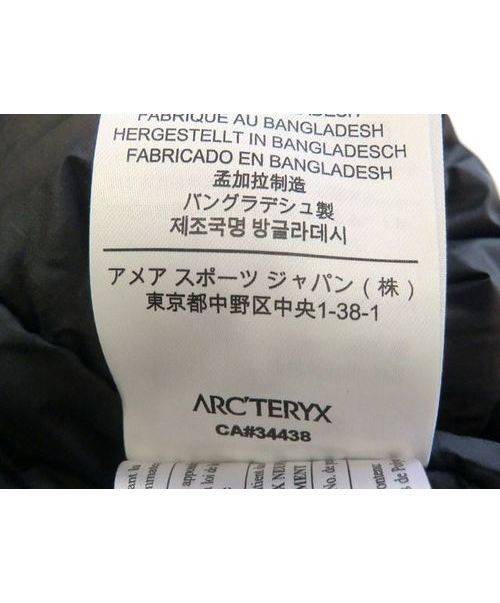 BANGLADESH
FABRIQUE AU BANGLADESH
HERGESTELLT IN BANGLADESCH
FABRICADO EN BANGLADESH
孟加拉制造
バングラデシュ製
제조국명 방글라데시
アメア スポーツ ジャパン ( 株 )
東京都中野区中央1-38-1
ARC'TERYX
CA#34438